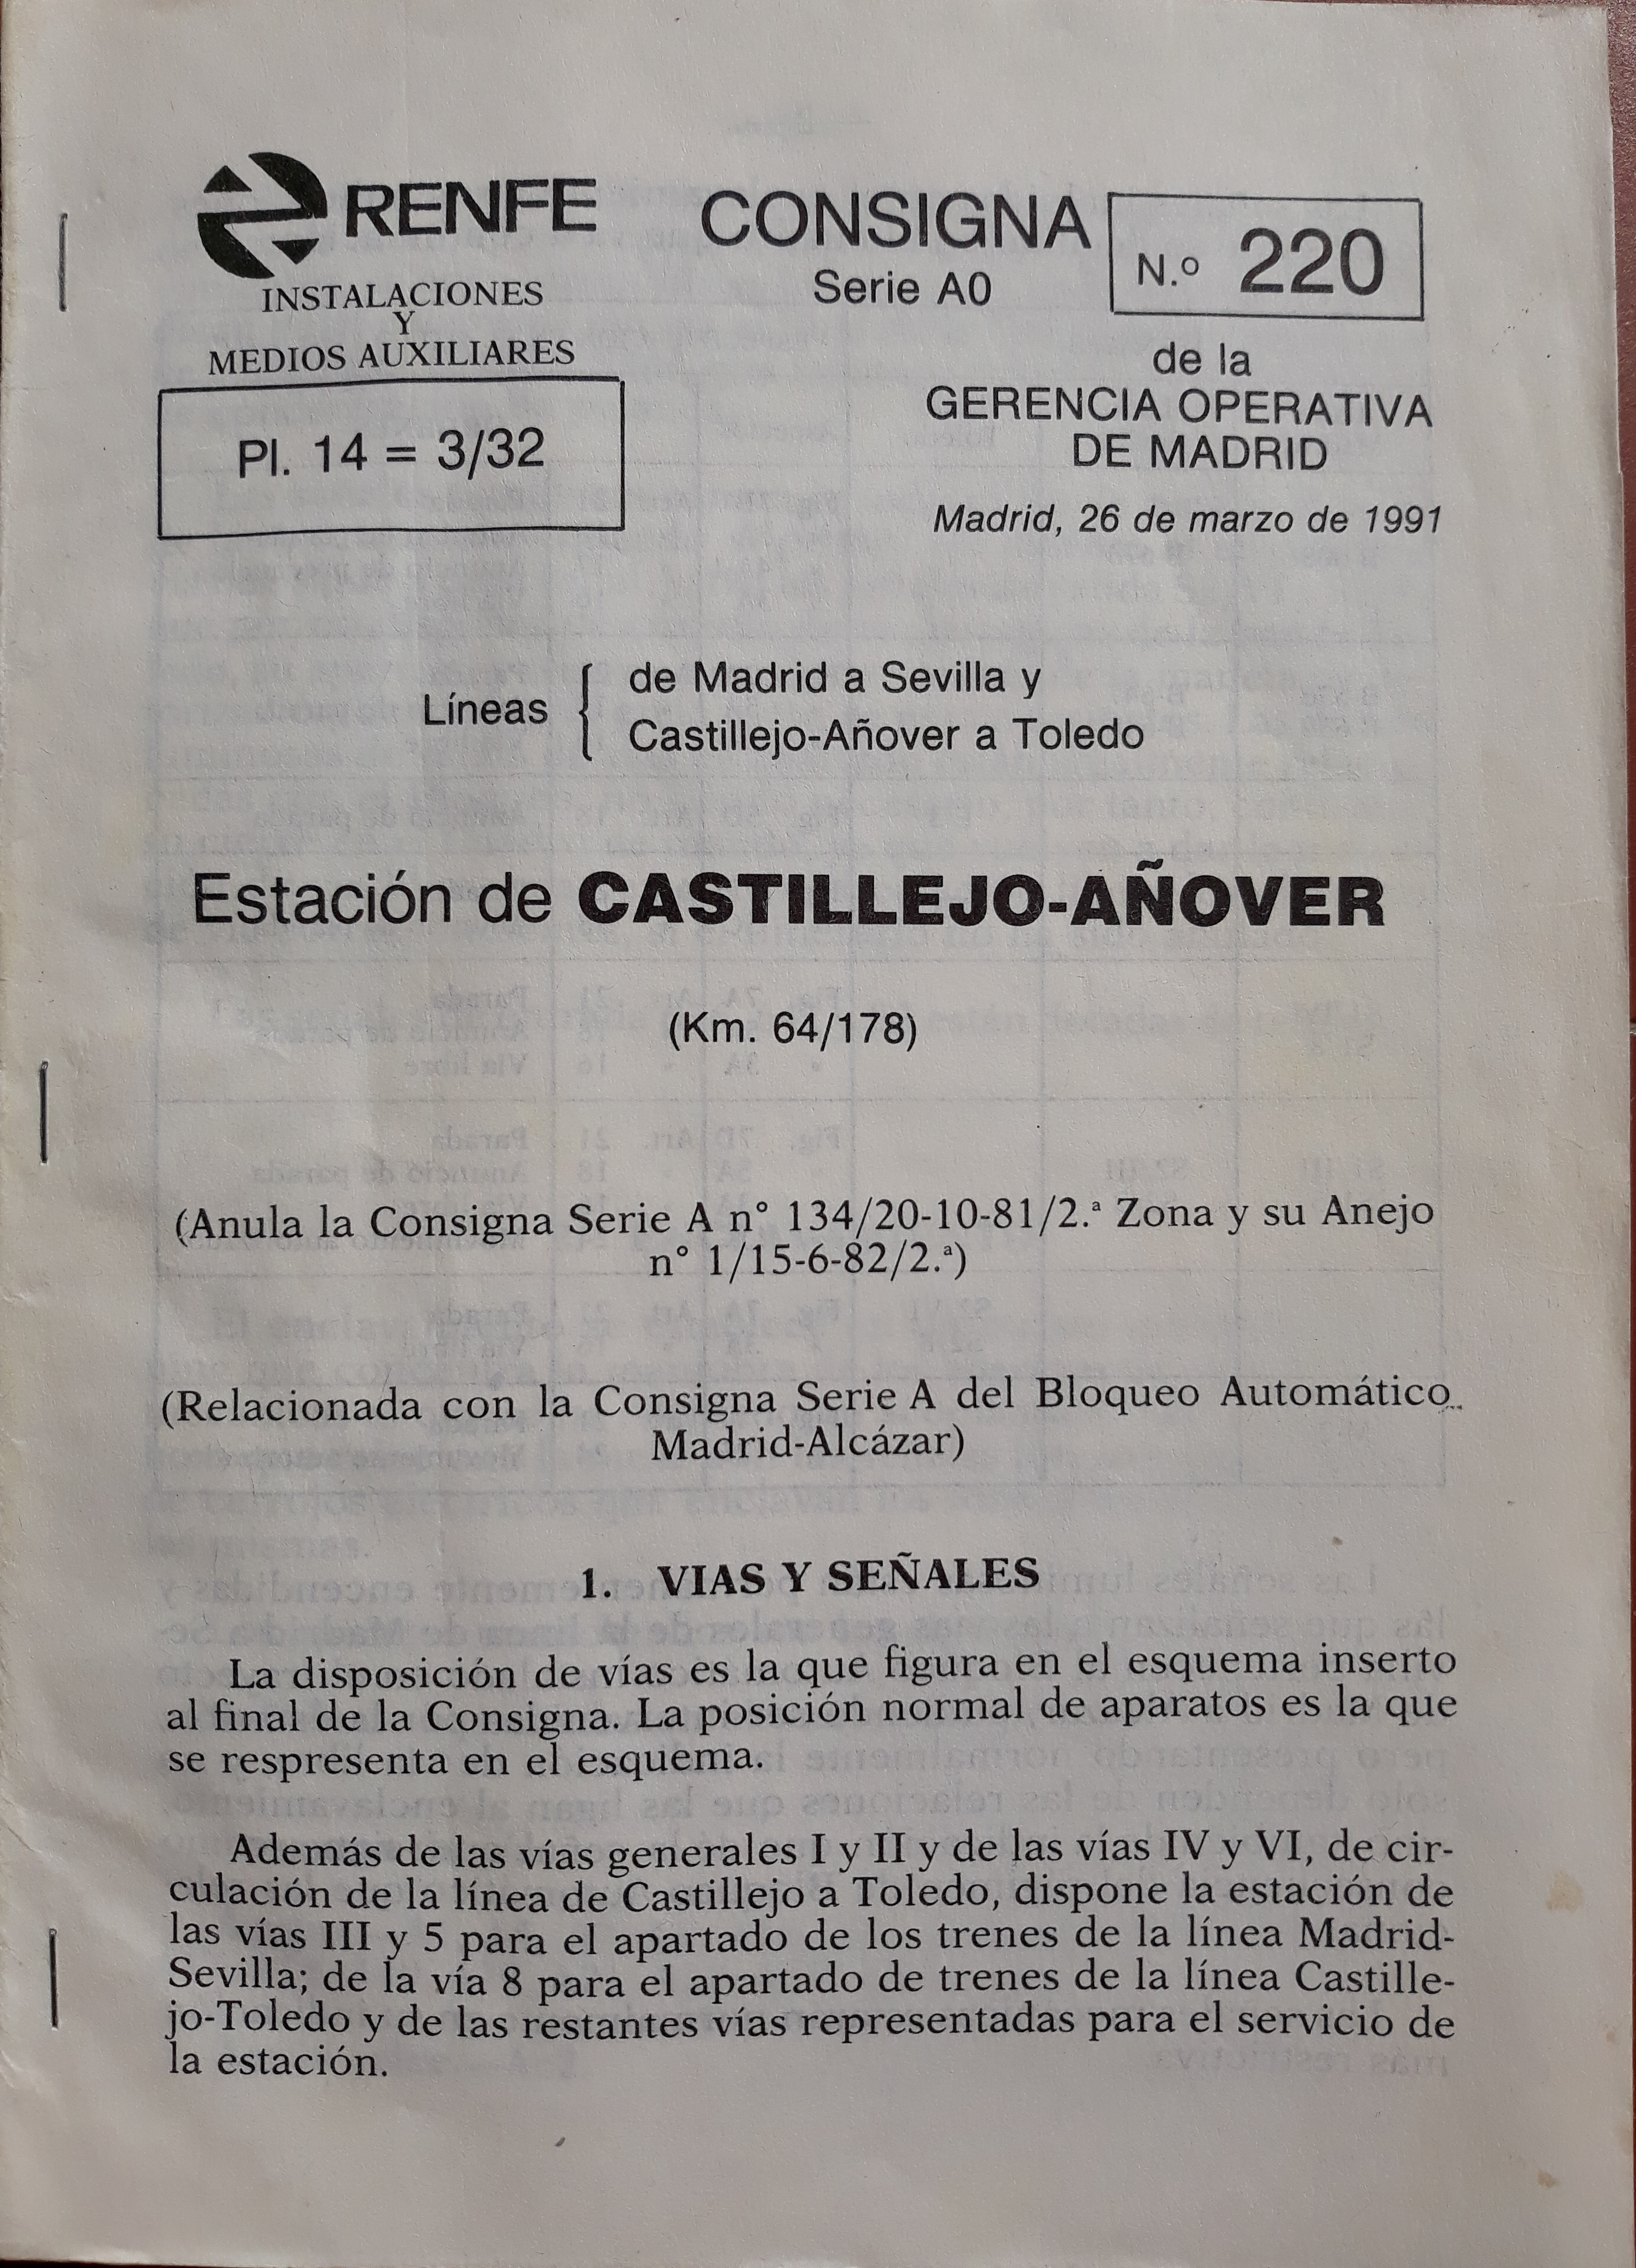 RENFE
INSTALACIONES
Y
MEDIOS AUXILIARES
Pl. 14 = 3/32
CONSIGNA
Serie A0
N.º 220
de la
GERENCIA OPERATIVA
DE MADRID
Madrid, 26 de marzo de 1991
Líneas { de Madrid a Sevilla y
Castillejo-Añover a Toledo
Estación de CASTILLEJO-AÑOVER
(Km. 64/178)
(Anula la Consigna Serie A n° 134/20-10-81/2.ª Zona y su Anejo
n° 1/15-6-82/2.ª)
(Relacionada con la Consigna Serie A del Bloqueo Automático
Madrid-Alcázar)
1. VIAS Y SEÑALES
La disposición de vías es la que figura en el esquema inserto
al final de la Consigna. La posición normal de aparatos es la que
se respresenta en el esquema.
Además de las vías generales I y II y de las vías IV y VI, de cir-
culación de la línea de Castillejo a Toledo, dispone la estación de
las vías III y 5 para el apartado de los trenes de la línea Madrid-
Sevilla; de la vía 8 para el apartado de trenes de la línea Castille-
jo-Toledo y de las restantes vías representadas para el servicio de
la estación.